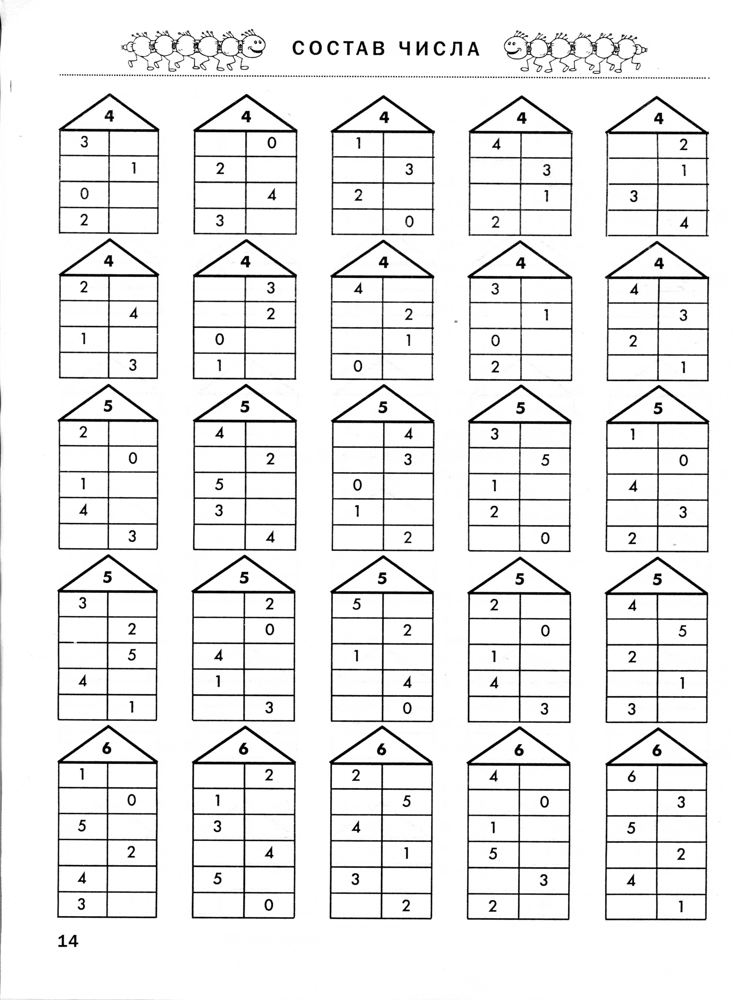 СОСТАВ ЧИСЛА
4 4 4 4 4
3 0 1 4 2
1 2 3 3 1
0 4 2 1 3
2 3 0 2 4
4 4 4 4 4
2 3 4 3 4
4 2 2 1 3
1 0 1 0 2
3 1 0 2 1
5 5 5 5 5
2 4 4 3 1
0 2 3 5 0
1 5 0 1 4
4 3 1 2 3
3 4 2 0 2
5 5 5 5 5
3 2 5 2 4
2 0 2 0 5
5 4 1 1 2
4 1 4 4 1
1 3 0 3 3
6 6 6 6 6
1 2 2 4 6
0 1 5 0 3
5 3 4 1 5
2 4 1 5 2
4 5 3 3 4
3 0 2 2 1
14